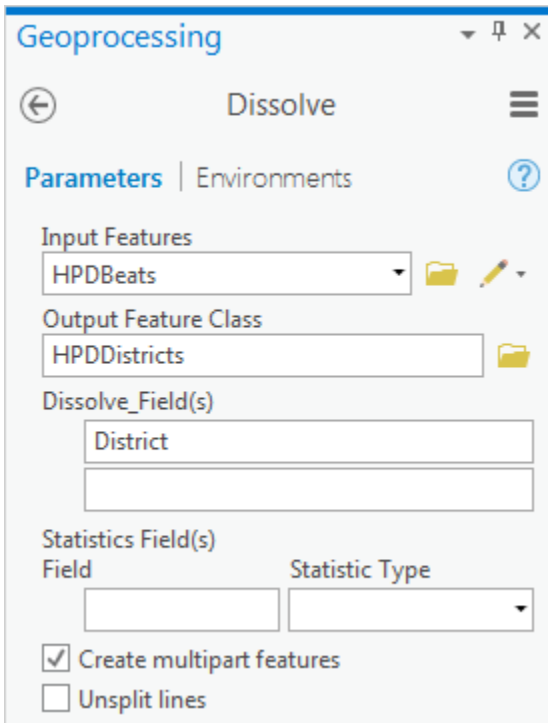 Geoprocessing
Dissolve
Parameters | Environments
Input Features
HPDBeats
Output Feature Class
HPDDistricts
Dissolve_Field(s)
District
Statistics Field(s)
Field Statistic Type
Create multipart features
Unsplit lines